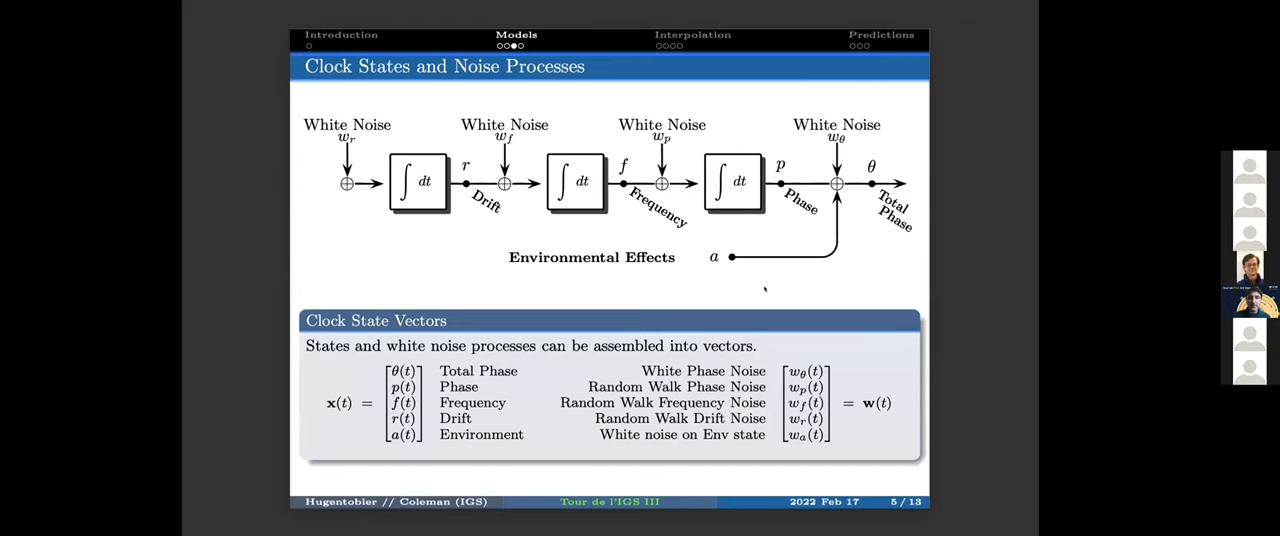 Introduction Models Interpolation Predictions
Clock States and Noise Processes
White Noise White Noise White Noise White Noise
w_r w_f w_p w_θ
∫ dt r ∫ dt f ∫ dt p θ
Drift Frequency Phase Total
Phase
Environmental Effects a
Clock State Vectors
States and white noise processes can be assembled into vectors.
θ(t) Total Phase White Phase Noise w_θ(t)
p(t) Phase Random Walk Phase Noise w_p(t)
x(t) = f(t) Frequency Random Walk Frequency Noise w_f(t) = w(t)
r(t) Drift Random Walk Drift Noise w_r(t)
a(t) Environment White noise on Env state w_a(t)
Hugentobler // Coleman (IGS) Tour de l'IGS III 2022 Feb 17 5 / 13